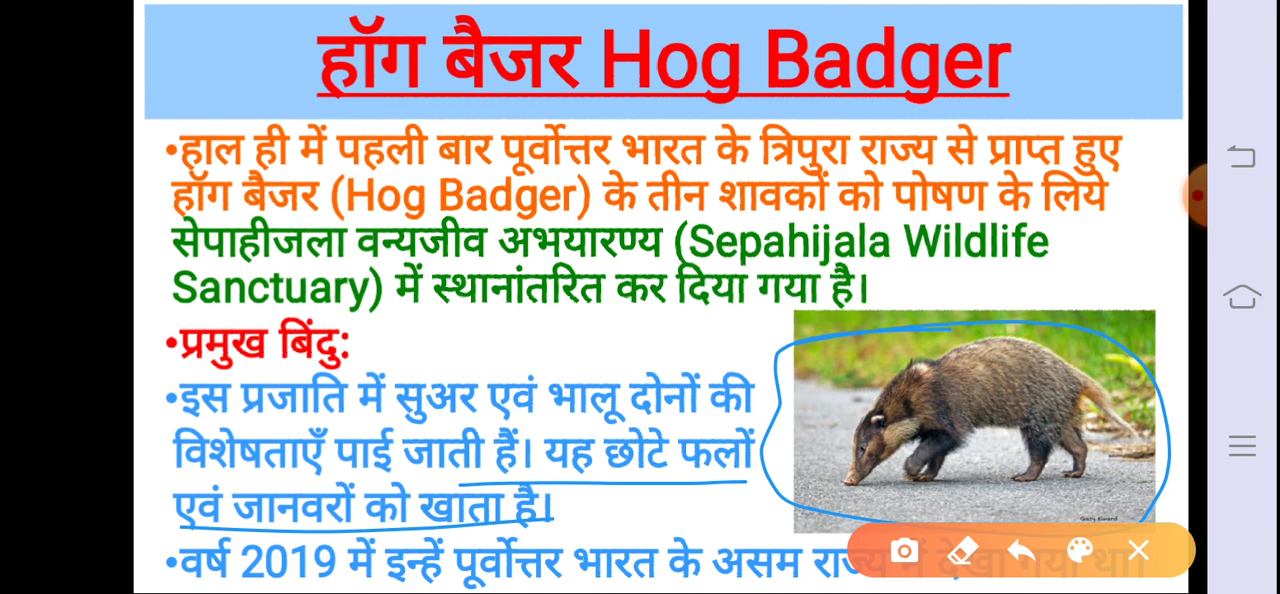 हॉग बैजर Hog Badger
•हाल ही में पहली बार पूर्वोत्तर भारत के त्रिपुरा राज्य से प्राप्त हुए
हॉग बैजर (Hog Badger) के तीन शावकों को पोषण के लिये
सेपाहीजला वन्यजीव अभयारण्य (Sepahijala Wildlife
Sanctuary) में स्थानांतरित कर दिया गया है।
•प्रमुख बिंदु:
•इस प्रजाति में सुअर एवं भालू दोनों की
विशेषताएँ पाई जाती हैं। यह छोटे फलों
एवं जानवरों को खाता है।
•वर्ष 2019 में इन्हें पूर्वोत्तर भारत के असम राज्य में देखा गया था।